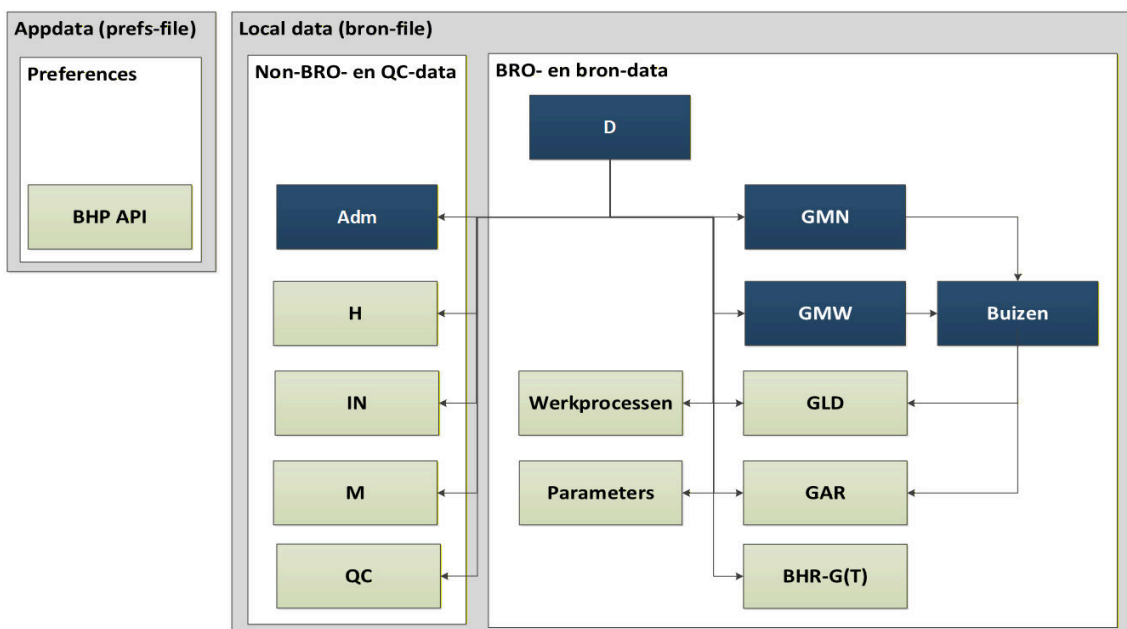 Appdata (prefs-file)
Preferences
BHP API
Local data (bron-file)
Non-BRO- en QC-data
Adm
H
IN
M
QC
BRO- en bron-data
D
GMN
GMW
Buizen
Werkprocessen
GLD
Parameters
GAR
BHR-G(T)